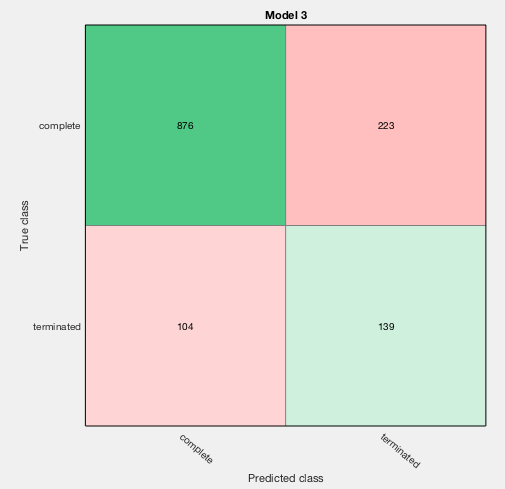 Model 3
complete
876
223
True class
terminated
104
139
complete
terminated
Predicted class